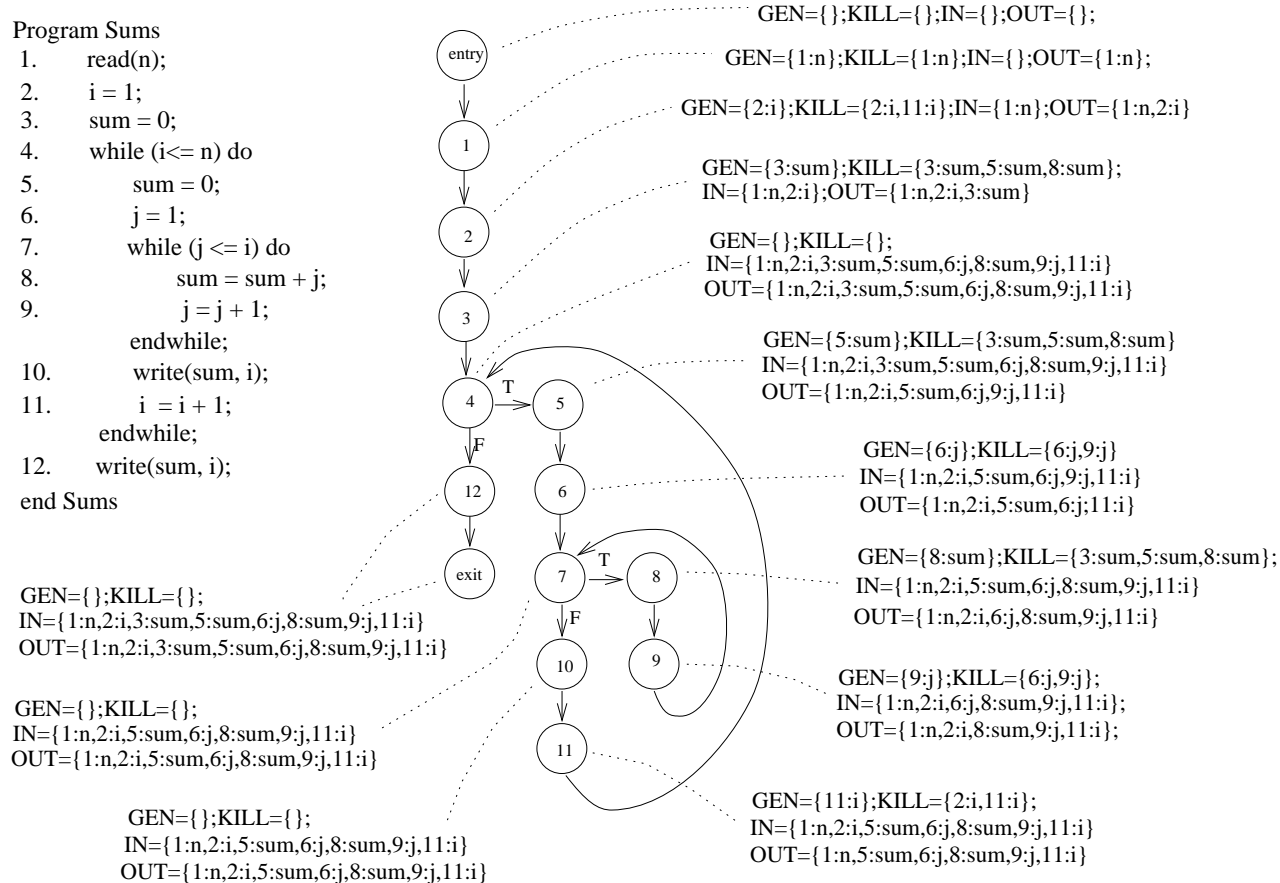 Program Sums
1. read(n);
2. i = 1;
3. sum = 0;
4. while (i<= n) do
5. sum = 0;
6. j = 1;
7. while (j <= i) do
8. sum = sum + j;
9. j = j + 1;
endwhile;
10. write(sum, i);
11. i = i + 1;
endwhile;
12. write(sum, i);
end Sums
entry
1
2
3
4
T
5
F
12
6
exit
7
T
8
F
10
9
11
GEN={};KILL={};IN={};OUT={};
GEN={1:n};KILL={1:n};IN={};OUT={1:n};
GEN={2:i};KILL={2:i,11:i};IN={1:n};OUT={1:n,2:i}
GEN={3:sum};KILL={3:sum,5:sum,8:sum};
IN={1:n,2:i};OUT={1:n,2:i,3:sum}
GEN={};KILL={};
IN={1:n,2:i,3:sum,5:sum,6:j,8:sum,9:j,11:i}
OUT={1:n,2:i,3:sum,5:sum,6:j,8:sum,9:j,11:i}
GEN={5:sum};KILL={3:sum,5:sum,8:sum}
IN={1:n,2:i,3:sum,5:sum,6:j,8:sum,9:j,11:i}
OUT={1:n,2:i,5:sum,6:j,9:j,11:i}
GEN={6:j};KILL={6:j,9:j}
IN={1:n,2:i,5:sum,6:j,9:j,11:i}
OUT={1:n,2:i,5:sum,6:j;11:i}
GEN={8:sum};KILL={3:sum,5:sum,8:sum};
IN={1:n,2:i,5:sum,6:j,8:sum,9:j,11:i}
OUT={1:n,2:i,6:j,8:sum,9:j,11:i}
GEN={9:j};KILL={6:j,9:j};
IN={1:n,2:i,6:j,8:sum,9:j,11:i};
OUT={1:n,2:i,8:sum,9:j,11:i};
GEN={11:i};KILL={2:i,11:i};
IN={1:n,2:i,5:sum,6:j,8:sum,9:j,11:i}
OUT={1:n,5:sum,6:j,8:sum,9:j,11:i}
GEN={};KILL={};
IN={1:n,2:i,3:sum,5:sum,6:j,8:sum,9:j,11:i}
OUT={1:n,2:i,3:sum,5:sum,6:j,8:sum,9:j,11:i}
GEN={};KILL={};
IN={1:n,2:i,5:sum,6:j,8:sum,9:j,11:i}
OUT={1:n,2:i,5:sum,6:j,8:sum,9:j,11:i}
GEN={};KILL={};
IN={1:n,2:i,5:sum,6:j,8:sum,9:j,11:i}
OUT={1:n,2:i,5:sum,6:j,8:sum,9:j,11:i}